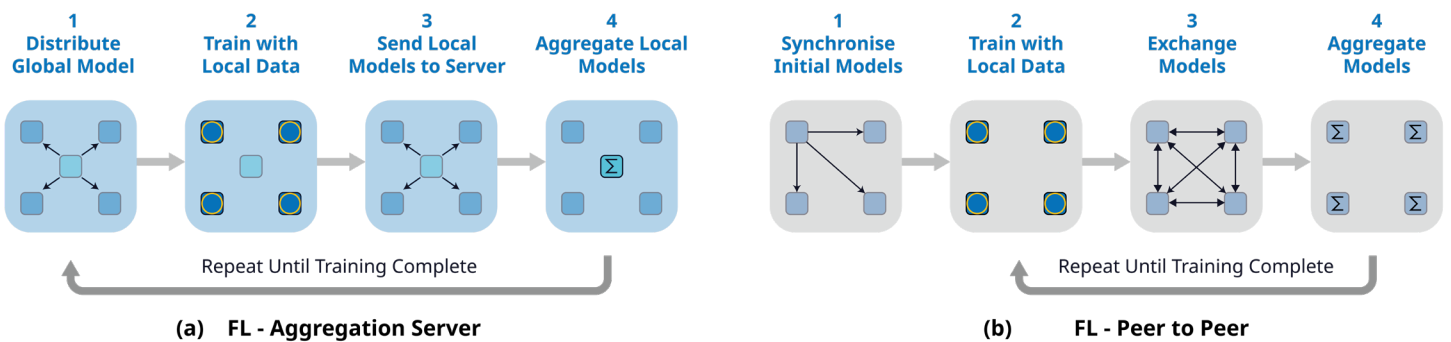 1
Distribute
Global Model
2
Train with
Local Data
3
Send Local
Models to Server
4
Aggregate Local
Models
Σ
Repeat Until Training Complete
(a) FL - Aggregation Server
1
Synchronise
Initial Models
2
Train with
Local Data
3
Exchange
Models
4
Aggregate
Models
Σ Σ
Σ Σ
Repeat Until Training Complete
(b) FL - Peer to Peer